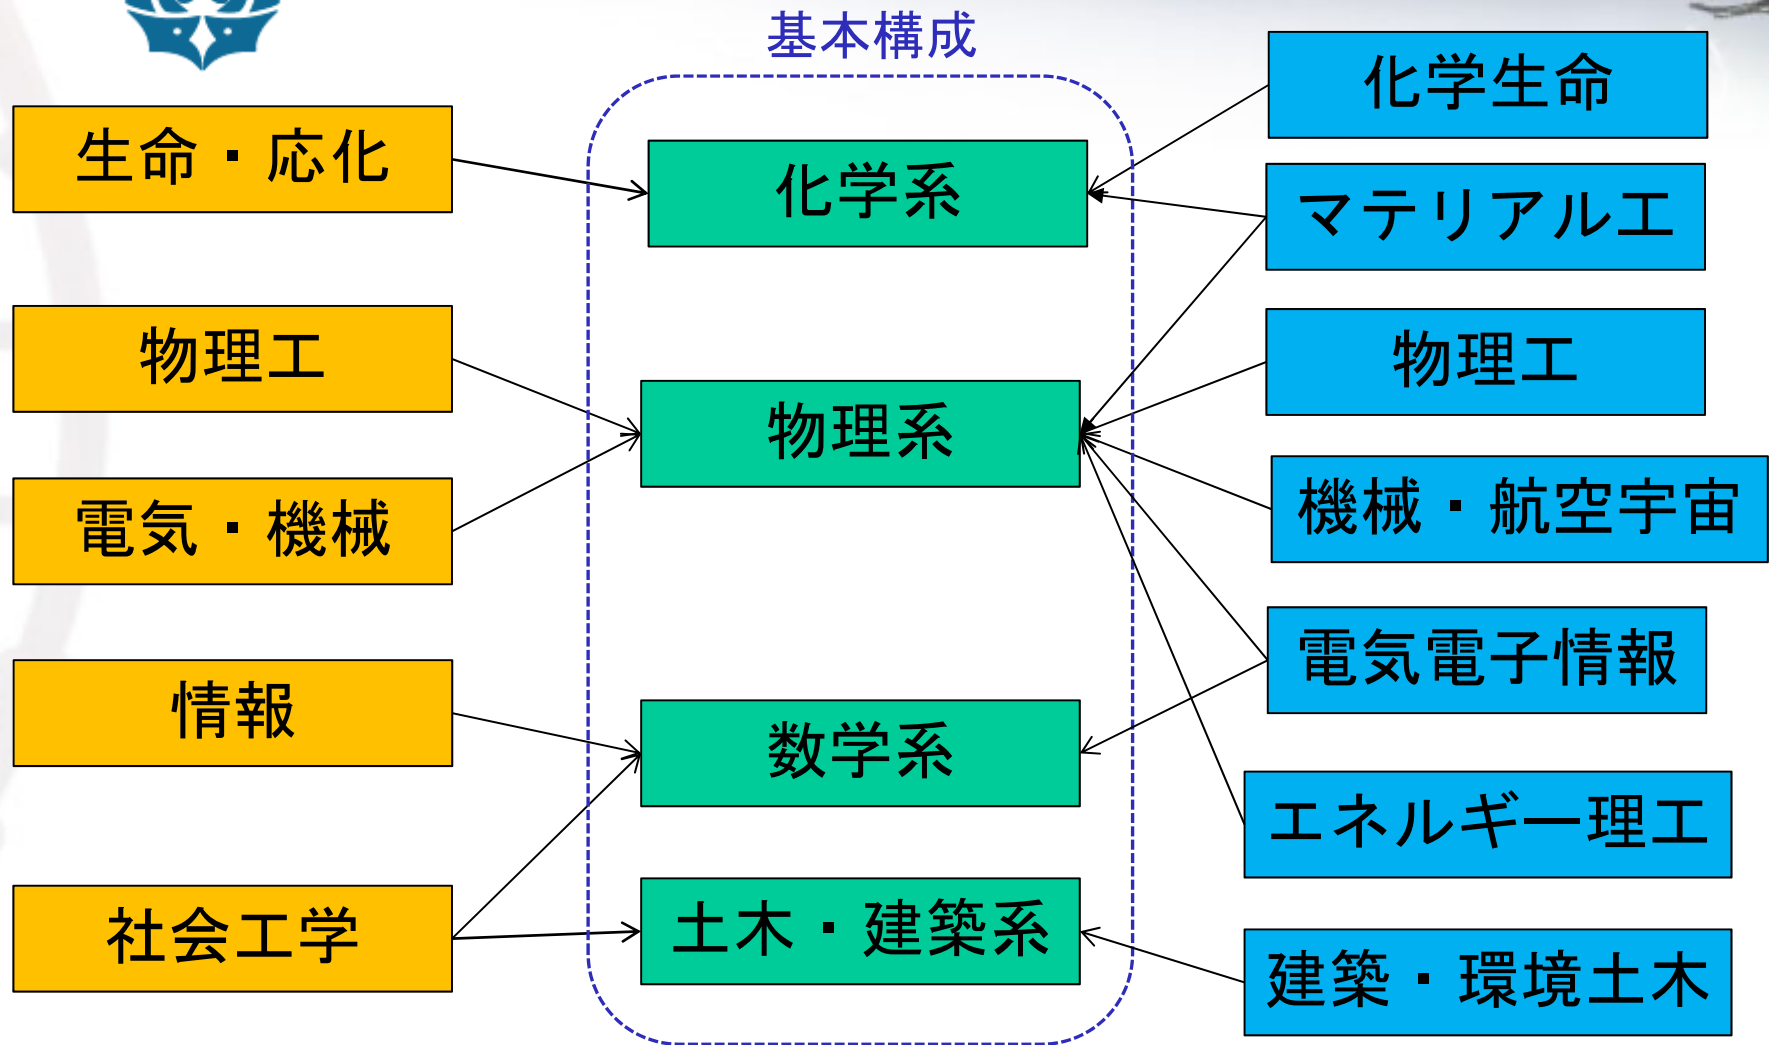 基本構成
生命・応化
物理工
電気・機械
情報
社会工学
化学系
物理系
数学系
土木・建築系
化学生命
マテリアル工
物理工
機械・航空宇宙
電気電子情報
エネルギー理工
建築・環境土木